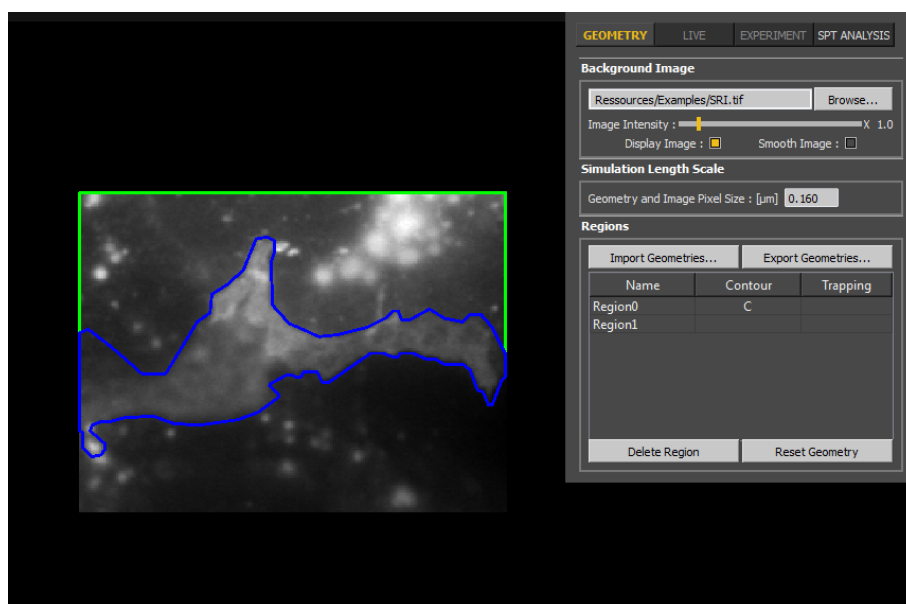 GEOMETRY LIVE EXPERIMENT SPT ANALYSIS
Background Image
Ressources/Examples/SRI.tif Browse...
Image Intensity : X 1.0
Display Image : Smooth Image :
Simulation Length Scale
Geometry and Image Pixel Size : [µm] 0.160
Regions
Import Geometries... Export Geometries...
Name Contour Trapping
Region0 C
Region1
Delete Region Reset Geometry